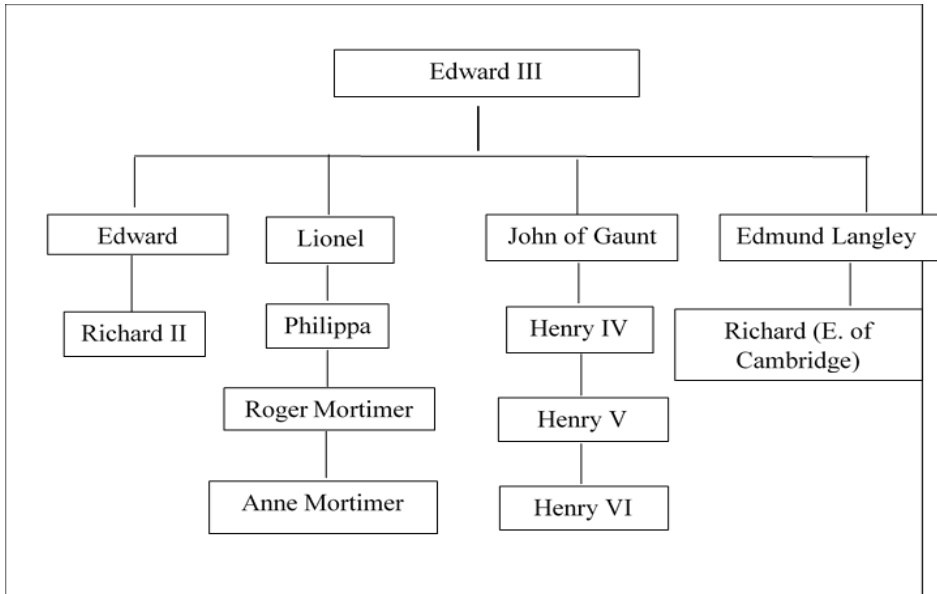 Edward III
Edward
Lionel
John of Gaunt
Edmund Langley
Richard II
Philippa
Henry IV
Richard (E. of
Cambridge)
Roger Mortimer
Henry V
Anne Mortimer
Henry VI